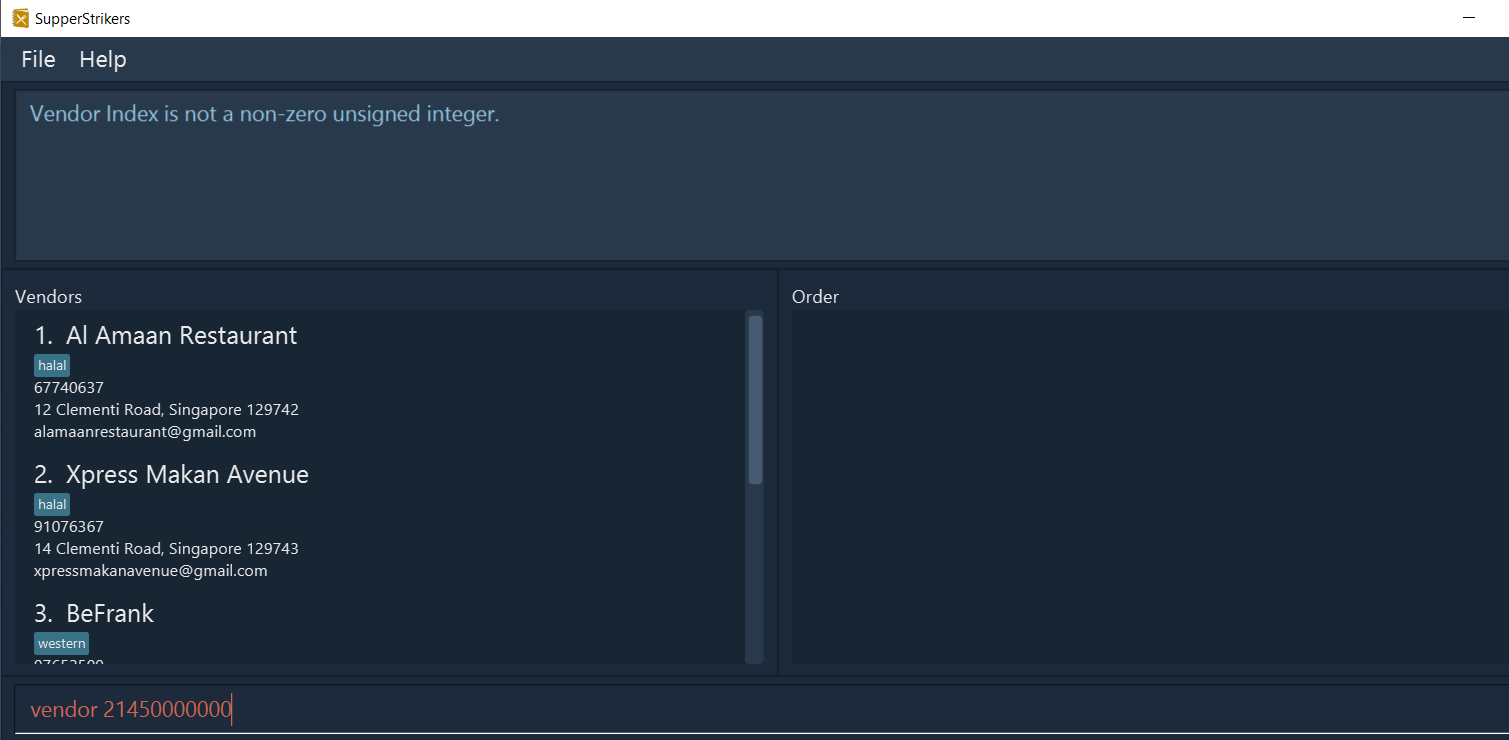 SupperStrikers
File Help
Vendor Index is not a non-zero unsigned integer.
Vendors
1. Al Amaan Restaurant
halal
67740637
12 Clementi Road, Singapore 129742
alamaanrestaurant@gmail.com
2. Xpress Makan Avenue
halal
91076367
14 Clementi Road, Singapore 129743
xpressmakanavenue@gmail.com
3. BeFrank
western
Order
vendor 21450000000